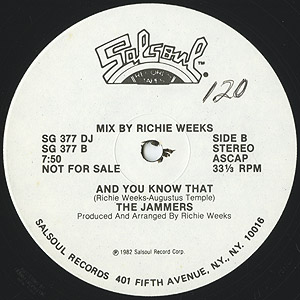 Salsoul
RECORDS
120
MIX BY RICHIE WEEKS
SG 377 DJ SIDE B
SG 377 B STEREO
7:50 ASCAP
NOT FOR SALE 33⅓ RPM
AND YOU KNOW THAT
(Richie Weeks-Augustus Temple)
THE JAMMERS
Produced And Arranged By Richie Weeks
℗ 1982 Salsoul Record Corp.
SALSOUL RECORDS 401 FIFTH AVENUE, N.Y., N.Y. 10016